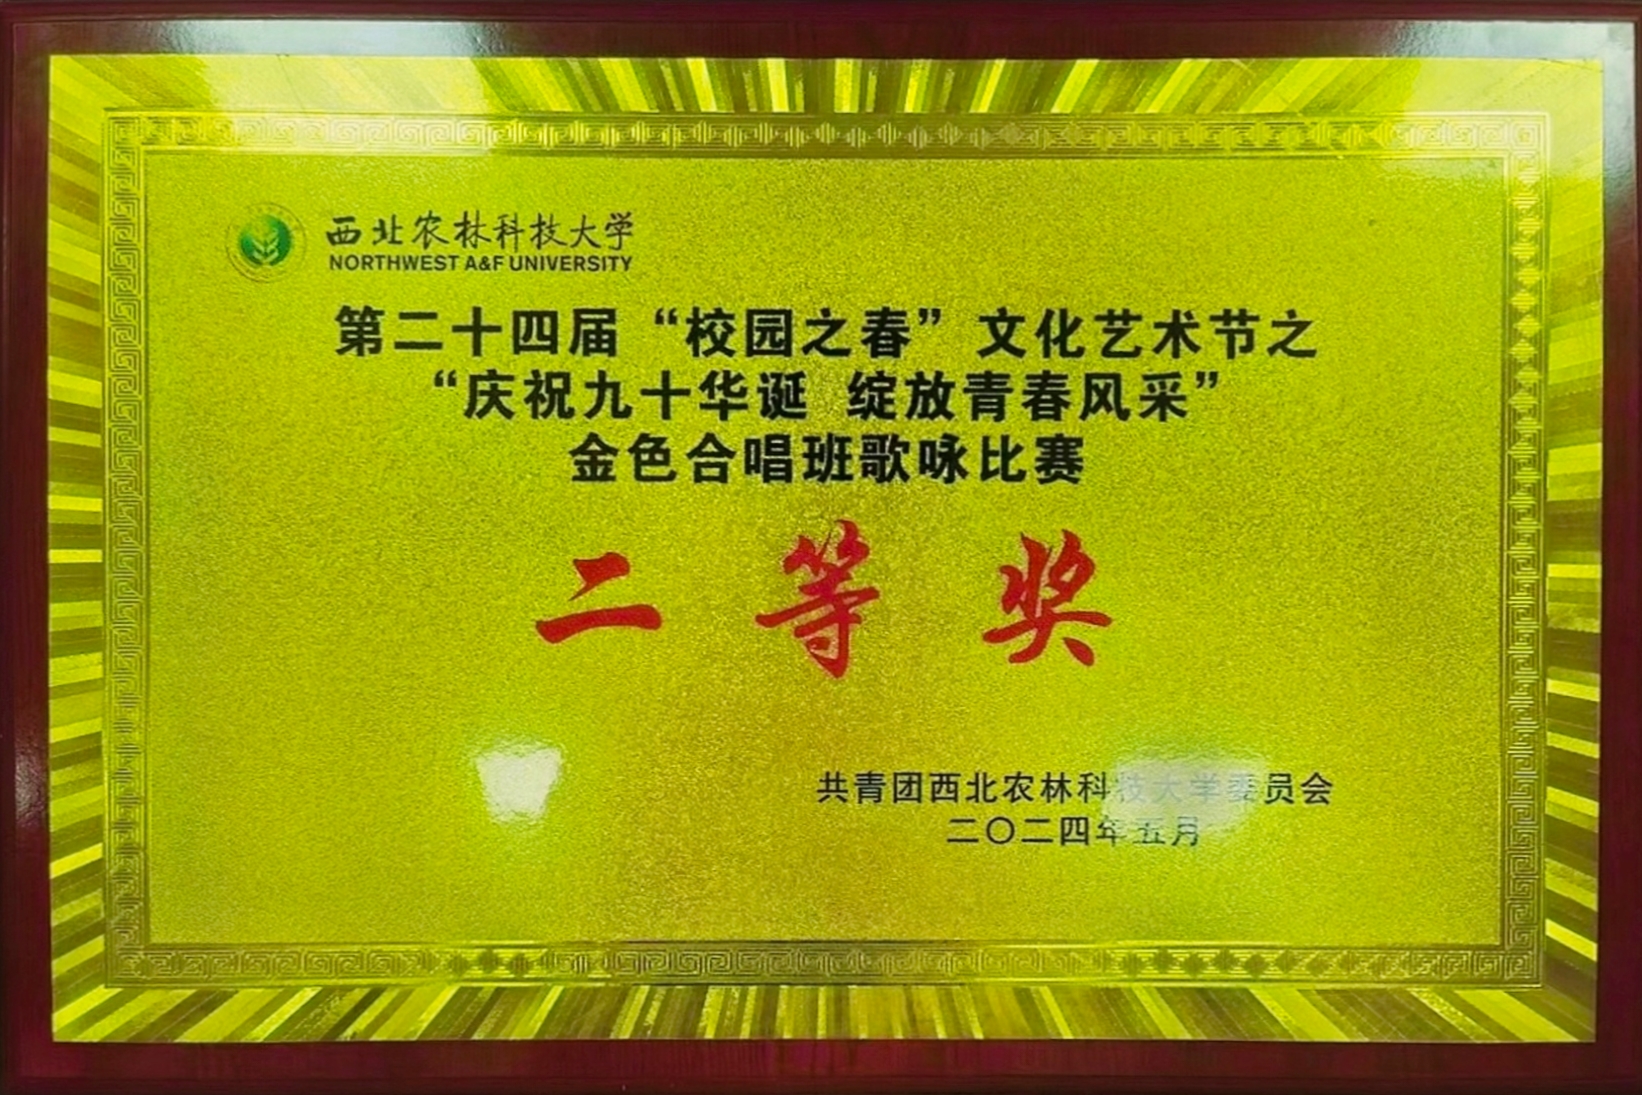 西北农林科技大学
NORTHWEST A&F UNIVERSITY
第二十四届“校园之春”文化艺术节之
“庆祝九十华诞 绽放青春风采”
金色合唱班歌咏比赛
二等奖
共青团西北农林科技大学委员会
二〇二四年五月